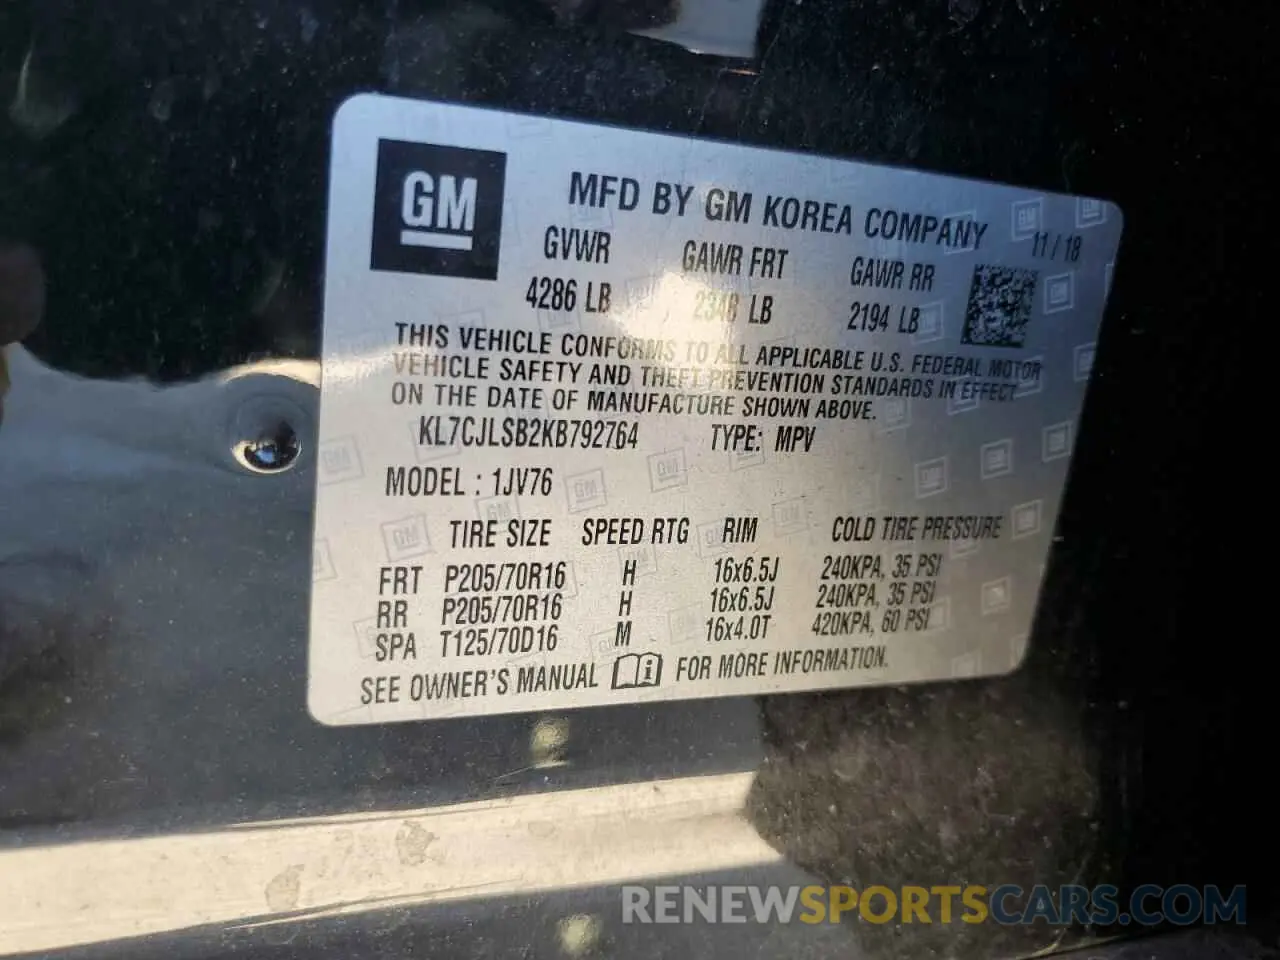 GM
MFD BY GM KOREA COMPANY 11 / 18
GVWR GAWR FRT GAWR RR
4286 LB 2348 LB 2194 LB
THIS VEHICLE CONFORMS TO ALL APPLICABLE U.S. FEDERAL MOTOR
VEHICLE SAFETY AND THEFT PREVENTION STANDARDS IN EFFECT
ON THE DATE OF MANUFACTURE SHOWN ABOVE.
KL7CJLSB2KB792764 TYPE: MPV
MODEL : 1JV76
TIRE SIZE SPEED RTG RIM COLD TIRE PRESSURE
FRT P205/70R16 H 16x6.5J 240KPA, 35 PSI
RR P205/70R16 H 16x6.5J 240KPA, 35 PSI
SPA T125/70D16 M 16x4.0T 420KPA, 60 PSI
SEE OWNER'S MANUAL i FOR MORE INFORMATION.
RENEWSPORTSCARS.COM